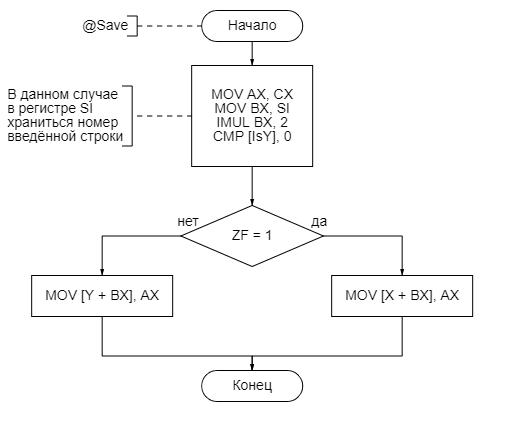 @Save
Начало
В данном случае
в регистре SI
храниться номер
введённой строки
MOV AX, CX
MOV BX, SI
IMUL BX, 2
CMP [IsY], 0
нет
ZF = 1
да
MOV [Y + BX], AX
MOV [X + BX], AX
Конец